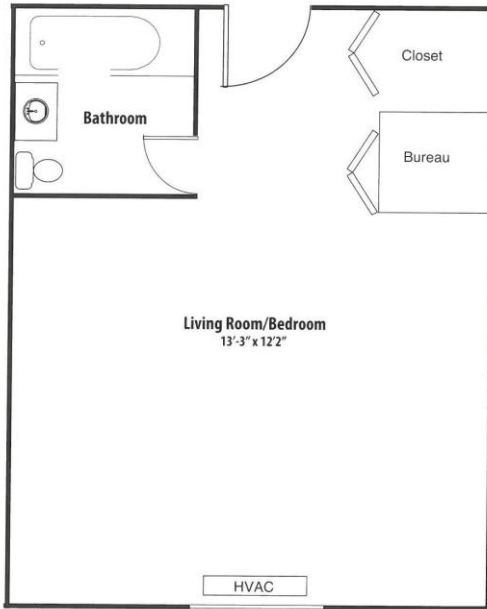 Closet
Bathroom
Bureau
Living Room/Bedroom
13'-3" x 12'2"
HVAC